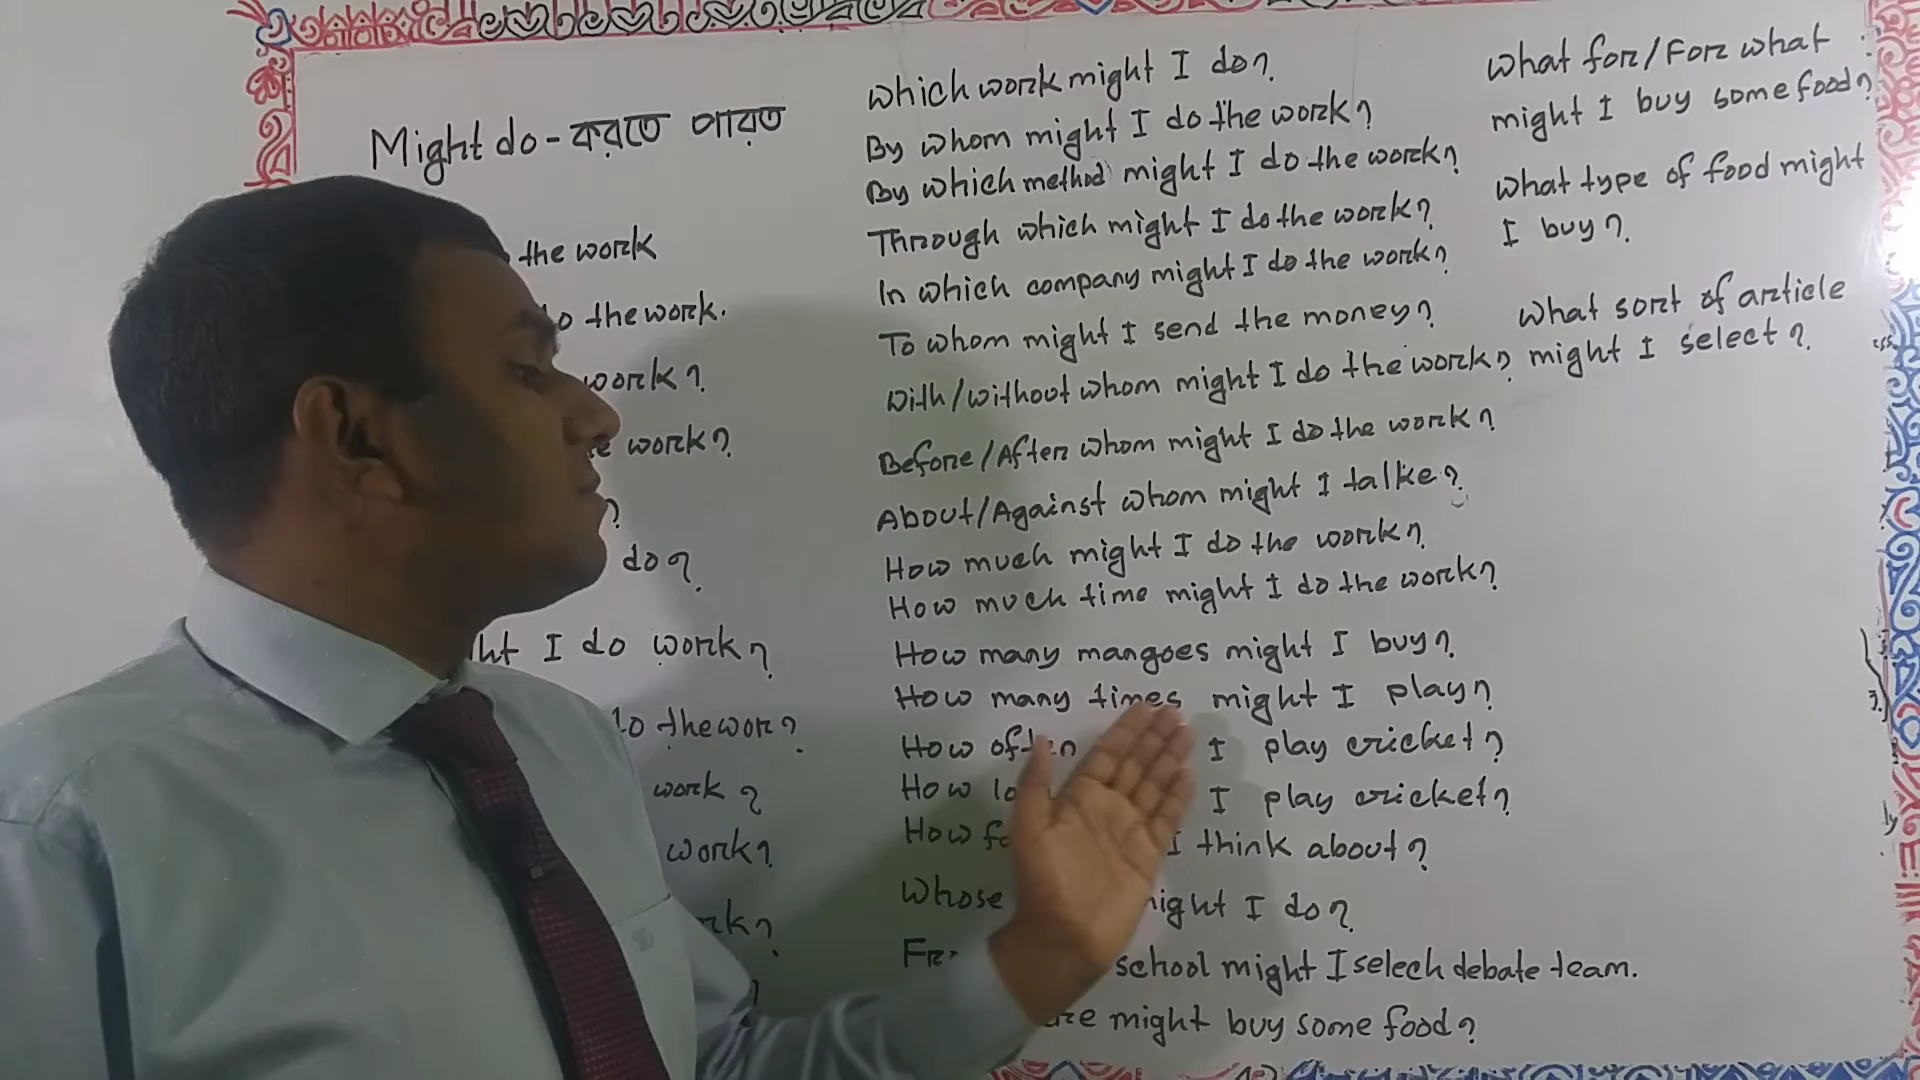 Might do - করতে পারত
the work
do the work.
work?
the work?
?
do?
might I do work?
do the wor?
work?
work?
work?
?
which work might I do?
By whom might I do the work?
By which method might I do the work?
Through which might I do the work?
In which company might I do the work?
To whom might I send the money?
With/without whom might I do the work?
Before/After whom might I do the work?
About/Against whom might I talke?
How much might I do the work?
How much time might I do the work?
How many mangoes might I buy?
How many times might I play?
How often I play cricket?
How I play cricket?
How I think about?
Whose might I do?
school might I selech debate team.
might buy some food?
what for/For what
might I buy some food?
what type of food might
I buy?
what sort of article
might I select?